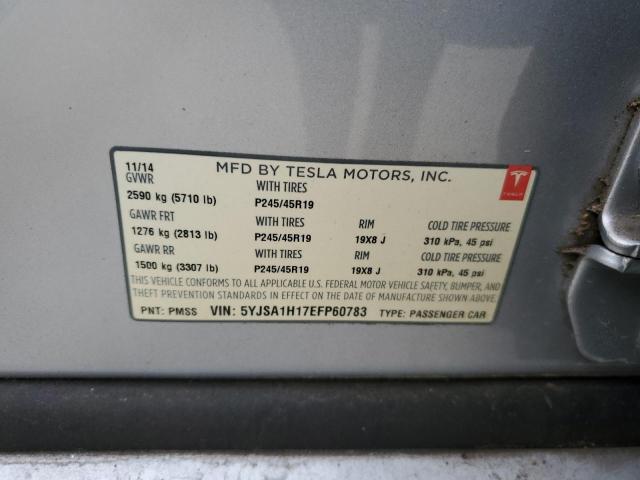 11/14 MFD BY TESLA MOTORS, INC.
GVWR WITH TIRES
2590 kg (5710 lb) P245/45R19
GAWR FRT WITH TIRES RIM COLD TIRE PRESSURE
1276 kg (2813 lb) P245/45R19 19X8 J 310 kPa, 45 psi
GAWR RR WITH TIRES RIM COLD TIRE PRESSURE
1500 kg (3307 lb) P245/45R19 19X8 J 310 kPa, 45 psi
THIS VEHICLE CONFORMS TO ALL APPLICABLE U.S. FEDERAL MOTOR VEHICLE SAFETY, BUMPER, AND
THEFT PREVENTION STANDARDS IN EFFECT ON THE DATE OF MANUFACTURE SHOWN ABOVE.
PNT: PMSS VIN: 5YJSA1H17EFP60783 TYPE: PASSENGER CAR
TESLA